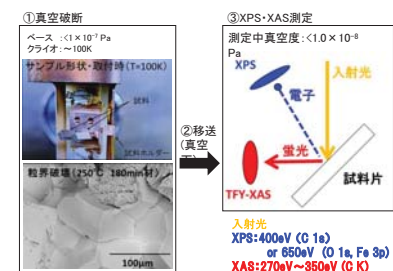 ①真空破断
ベース :<1×10⁻⁷ Pa
クライオ:~100K
サンプル形状・取付時(T=100K)
試料
試料ホルダー
粒界破壊(250℃ 180min材)
100μm
②移送
(真空
下)
③XPS・XAS測定
測定中真空度:<1.0×10⁻⁸
Pa
XPS
入射光
電子
蛍光
TFY-XAS
試料片
入射光
XPS:400eV (C 1s)
or 650eV (O 1s, Fe 3p)
XAS:270eV~350eV (C K)